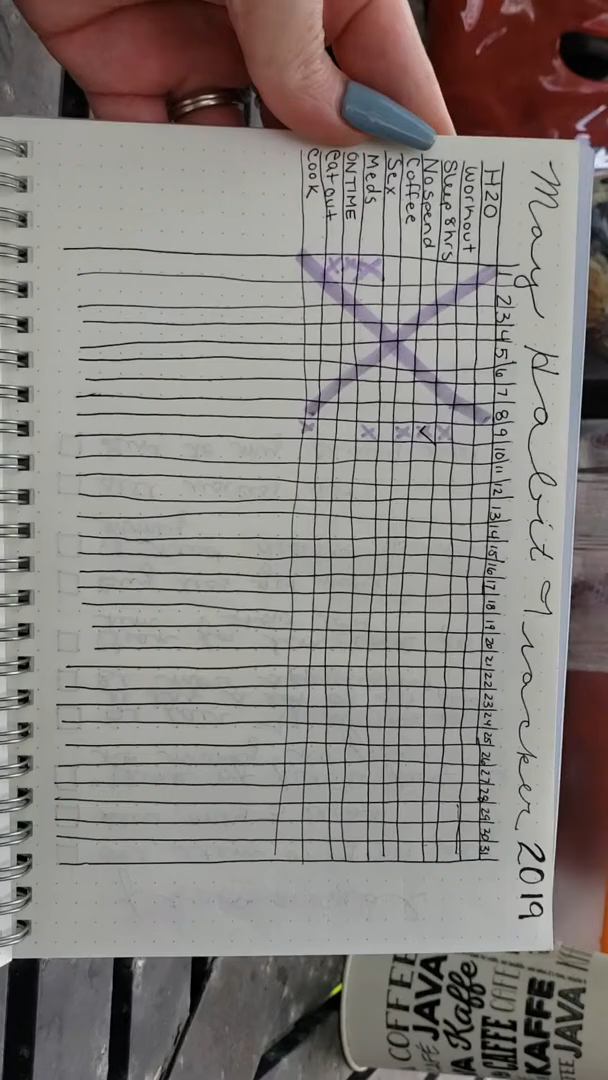 May Habit Tracker 2019
1 2 3 4 5 6 7 8 9 10 11 12 13 14 15 16 17 18 19 20 21 22 23 24 25 26 27 28 29 30 31
H2O
Workout
Sleep 8hrs
No spend
Coffee
Sex
Meds
ONTIME
Eat out
Cook
COFFEE
JAVA
Kaffe
CAFFE CAFE
KAFFE
JAVA!